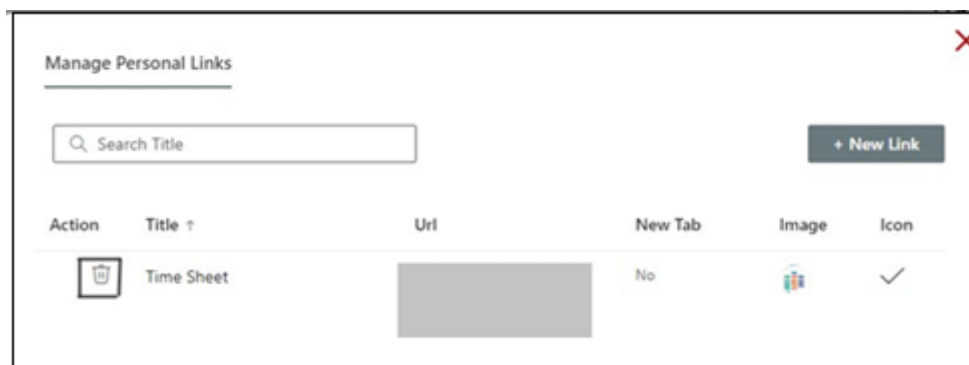 Manage Personal Links
Search Title
+ New Link
Action Title ↑ Url New Tab Image Icon
Time Sheet No